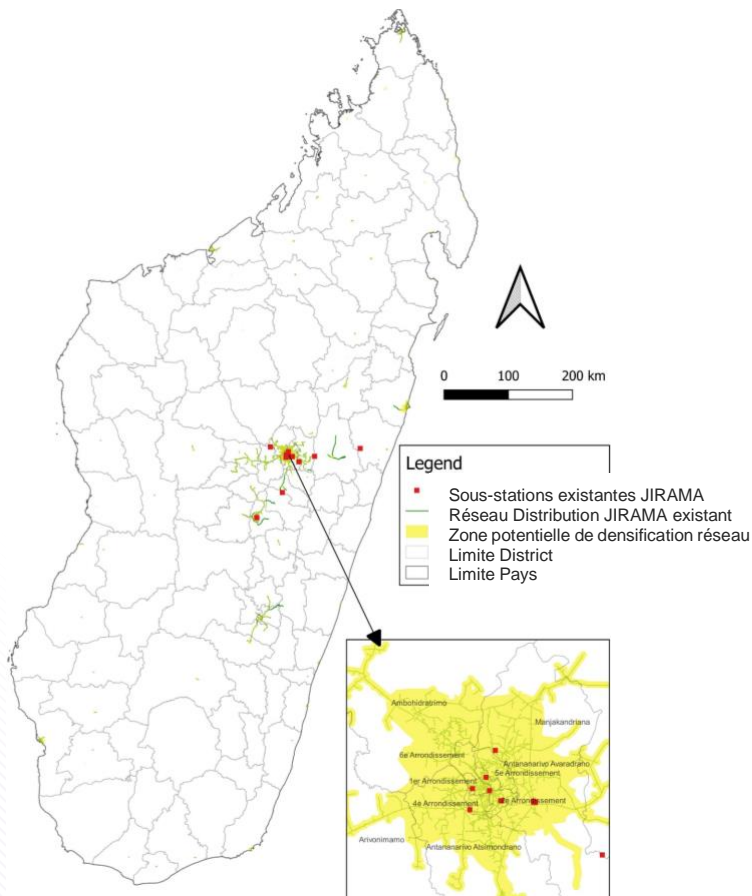 0 100 200 km
Legend
Sous-stations existantes JIRAMA
Réseau Distribution JIRAMA existant
Zone potentielle de densification réseau
Limite District
Limite Pays
Ambohidratrimo
Manjakandriana
6e Arrondissement
Antananarivo Avaradrano
5e Arrondissement
1er Arrondissement
4e Arrondissement
Arrondissement
Arivonimamo
Antananarivo Atsimondrano